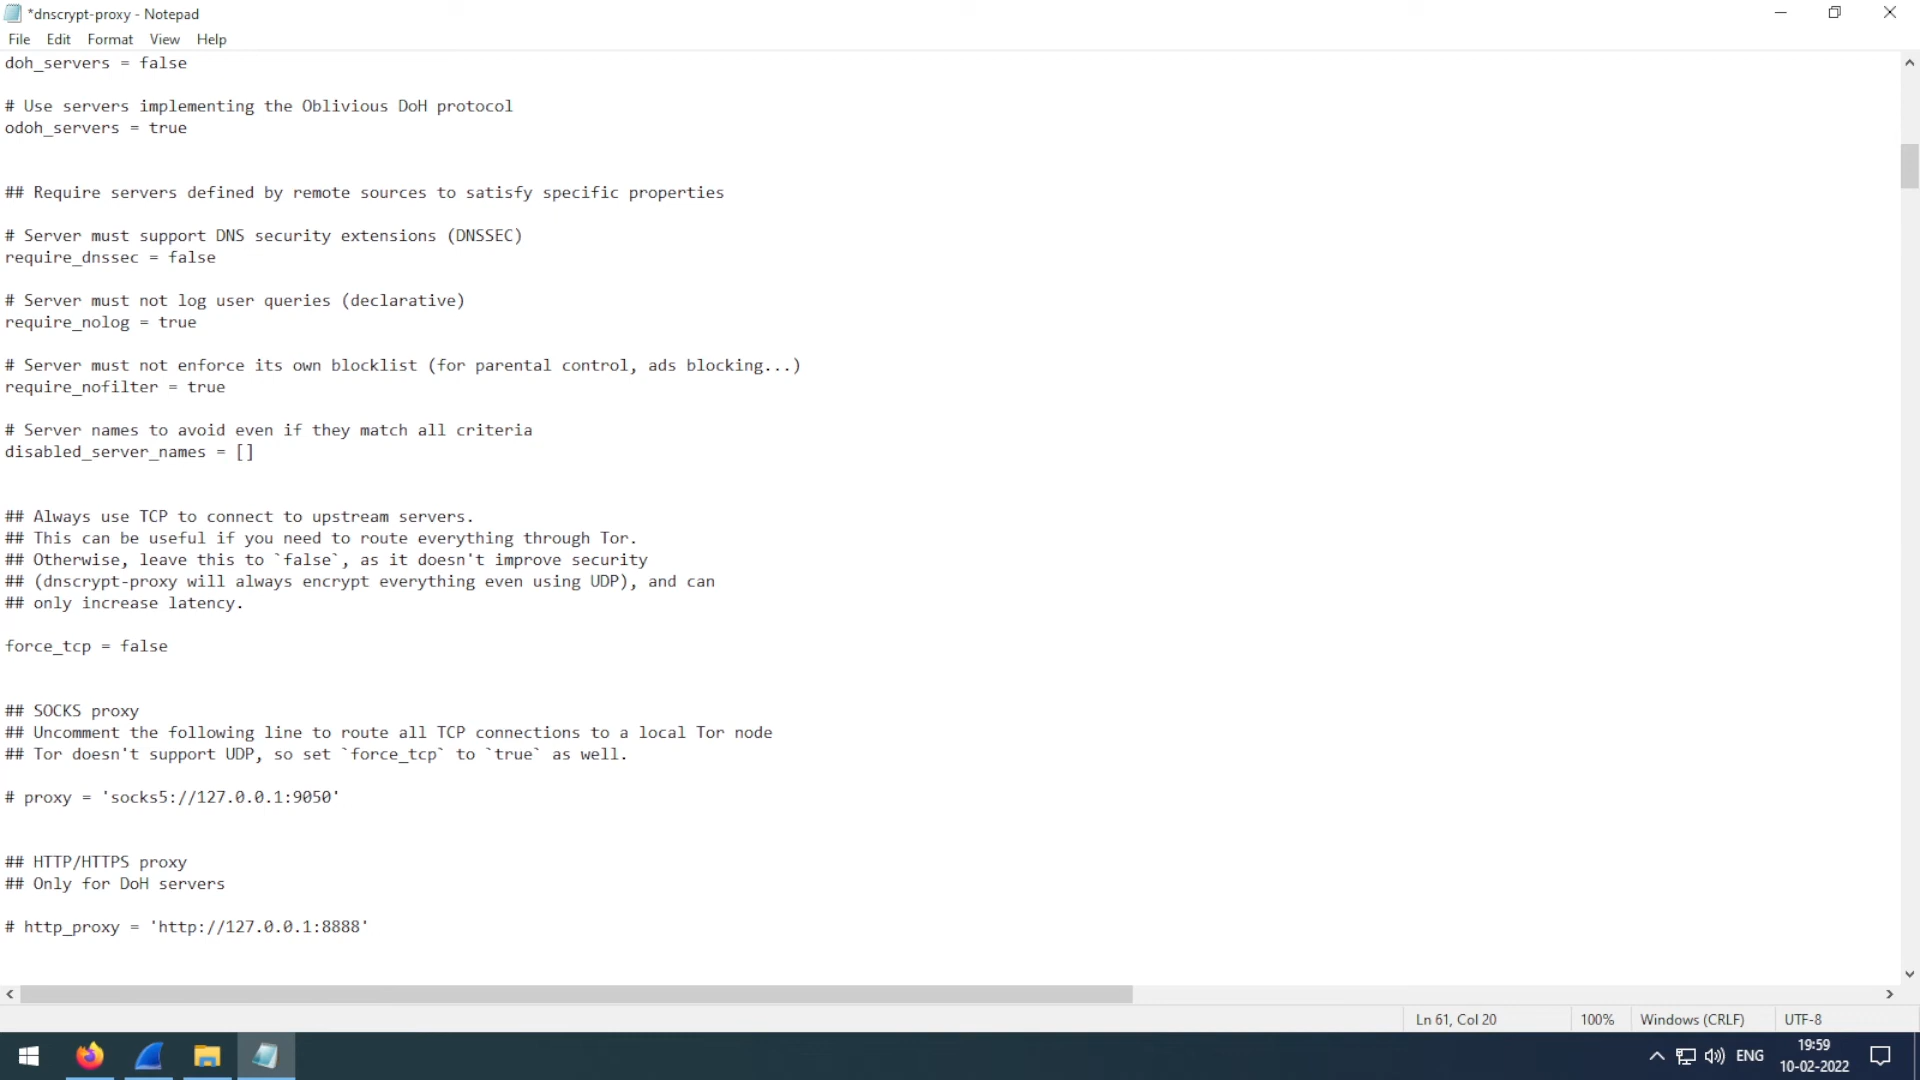 *dnscrypt-proxy - Notepad
File Edit Format View Help
doh_servers = false
# Use servers implementing the Oblivious DoH protocol
odoh_servers = true
## Require servers defined by remote sources to satisfy specific properties
# Server must support DNS security extensions (DNSSEC)
require_dnssec = false
# Server must not log user queries (declarative)
require_nolog = true
# Server must not enforce its own blocklist (for parental control, ads blocking...)
require_nofilter = true
# Server names to avoid even if they match all criteria
disabled_server_names = []
## Always use TCP to connect to upstream servers.
## This can be useful if you need to route everything through Tor.
## Otherwise, leave this to `false`, as it doesn't improve security
## (dnscrypt-proxy will always encrypt everything even using UDP), and can
## only increase latency.
force_tcp = false
## SOCKS proxy
## Uncomment the following line to route all TCP connections to a local Tor node
## Tor doesn't support UDP, so set `force_tcp` to `true` as well.
# proxy = 'socks5://127.0.0.1:9050'
## HTTP/HTTPS proxy
## Only for DoH servers
# http_proxy = 'http://127.0.0.1:8888'
Ln 61, Col 20 100% Windows (CRLF) UTF-8
ENG
19:59
10-02-2022